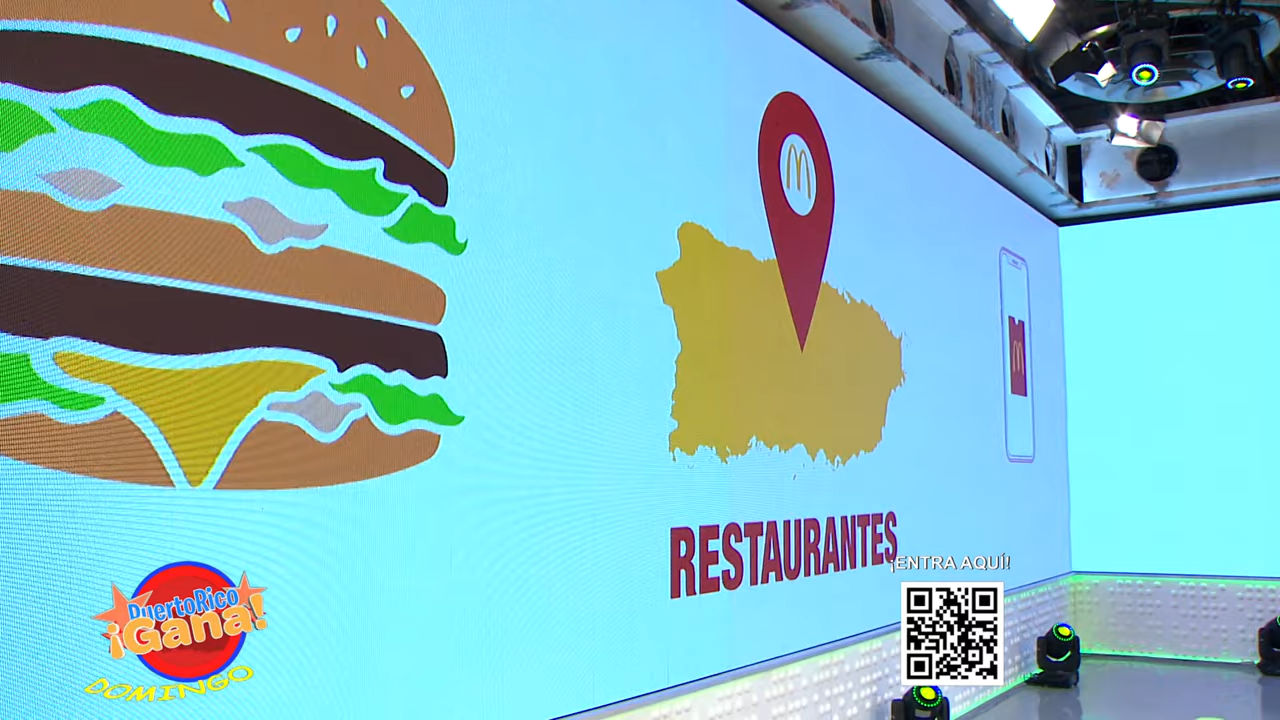 RESTAURANTES
¡ENTRA AQUÍ!
PuertoRico
¡Gana!
DOMINGO